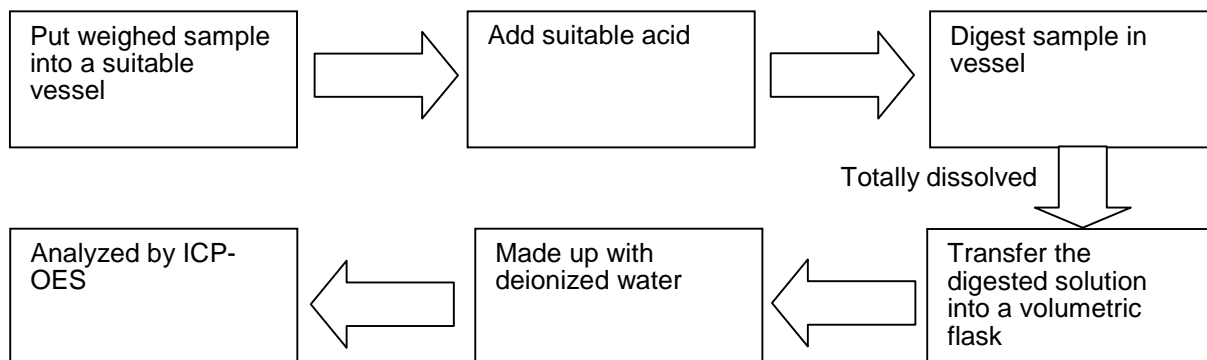 Put weighed sample
into a suitable
vessel
Add suitable acid
Digest sample in
vessel
Totally dissolved
Transfer the
digested solution
into a volumetric
flask
Made up with
deionized water
Analyzed by ICP-
OES